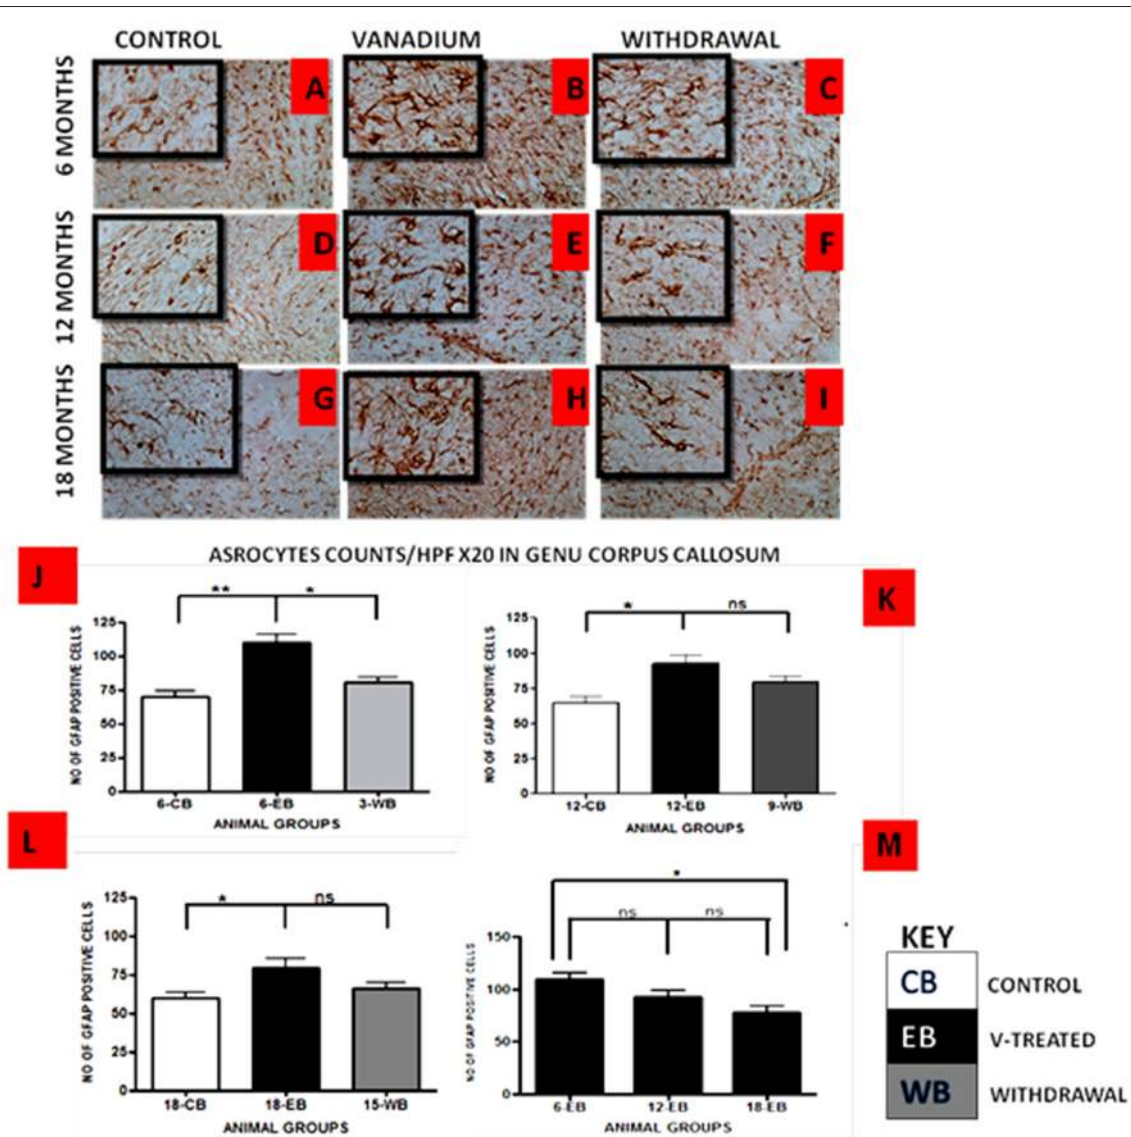 CONTROL VANADIUM WITHDRAWAL
6 MONTHS
A B C
12 MONTHS
D E F
18 MONTHS
G H I
ASROCYTES COUNTS/HPF X20 IN GENU CORPUS CALLOSUM
J
NO OF GFAP POSITIVE CELLS
125
100
75
50
25
0
** *
6-CB 6-EB 3-WB
ANIMAL GROUPS
K
NO OF GFAP POSITIVE CELLS
125
100
75
50
25
0
* ns
12-CB 12-EB 9-WB
ANIMAL GROUPS
L
NO OF GFAP POSITIVE CELLS
125
100
75
50
25
0
* ns
18-CB 18-EB 15-WB
ANIMAL GROUPS
M
NO OF GFAP POSITIVE CELLS
150
100
50
0
*
ns ns
6-EB 12-EB 18-EB
ANIMAL GROUPS
KEY
CB CONTROL
EB V-TREATED
WB WITHDRAWAL